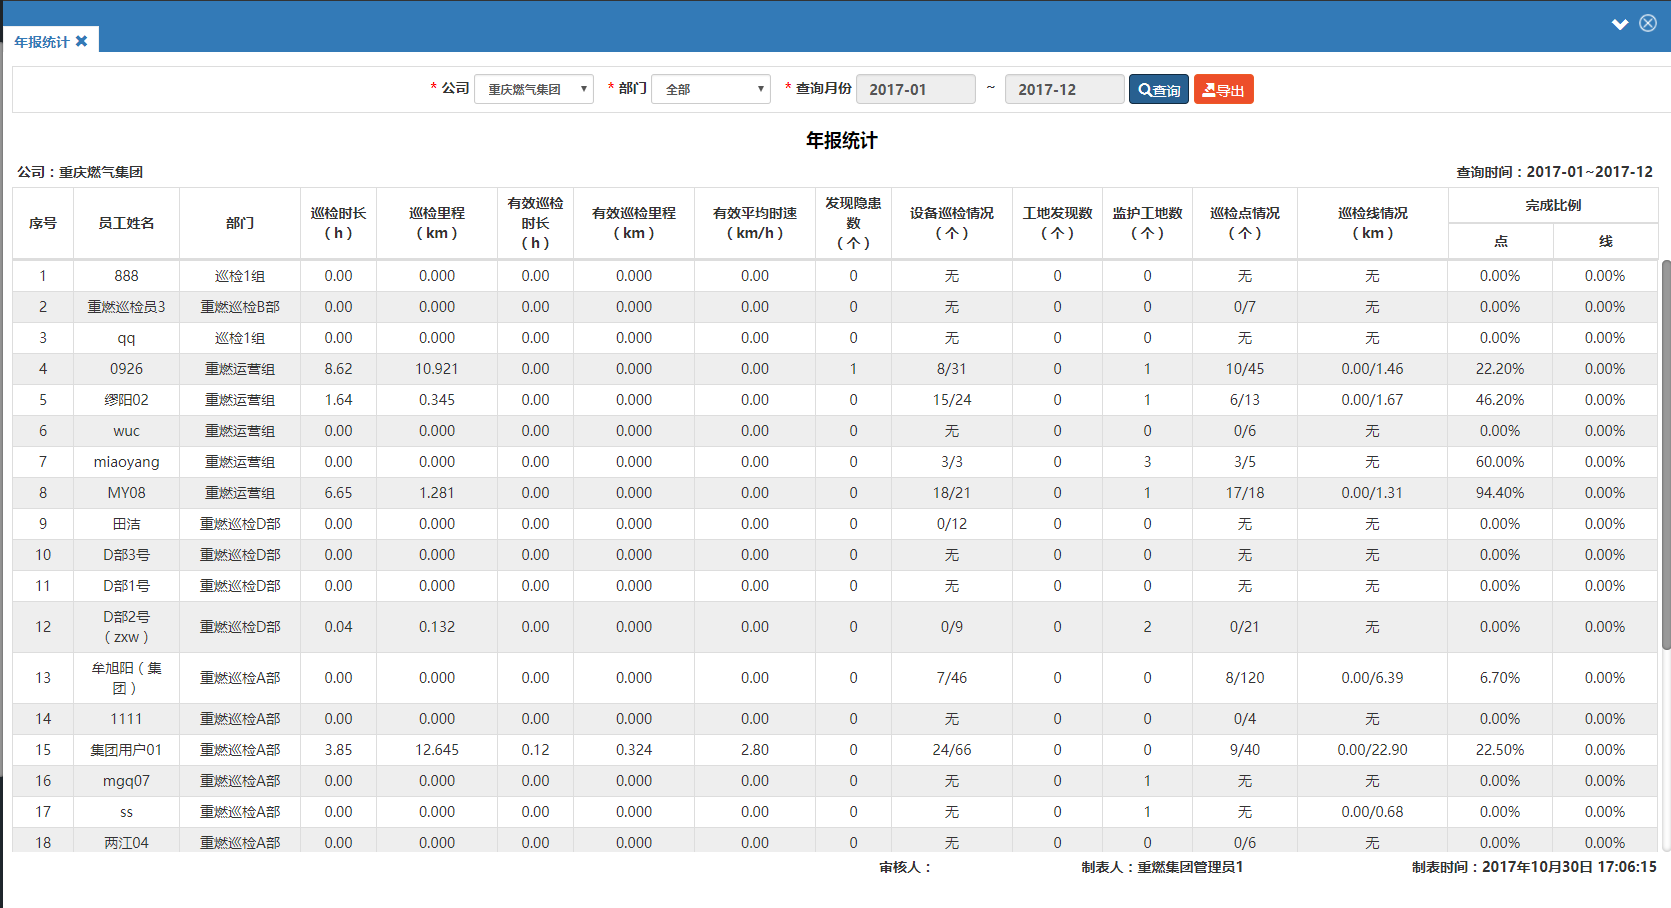 年报统计
* 公司 重庆燃气集团 * 部门 全部 * 查询月份 2017-01 ~ 2017-12 查询 导出
年报统计
公司：重庆燃气集团 查询时间：2017-01~2017-12
序号 员工姓名 部门 巡检时长（h） 巡检里程（km） 有效巡检时长（h） 有效巡检里程（km） 有效平均时速（km/h） 发现隐患数（个） 设备巡检情况（个） 工地发现数（个） 监护工地数（个） 巡检点情况（个） 巡检线情况（km） 完成比例
点 线
1 888 巡检1组 0.00 0.000 0.00 0.000 0.00 0 无 0 0 无 无 0.00% 0.00%
2 重燃巡检员3 重燃巡检B部 0.00 0.000 0.00 0.000 0.00 0 无 0 0 0/7 无 0.00% 0.00%
3 qq 巡检1组 0.00 0.000 0.00 0.000 0.00 0 无 0 0 无 无 0.00% 0.00%
4 0926 重燃运营组 8.62 10.921 0.00 0.000 0.00 1 8/31 0 1 10/45 0.00/1.46 22.20% 0.00%
5 缪阳02 重燃运营组 1.64 0.345 0.00 0.000 0.00 0 15/24 0 1 6/13 0.00/1.67 46.20% 0.00%
6 wuc 重燃运营组 0.00 0.000 0.00 0.000 0.00 0 无 0 0 0/6 无 0.00% 0.00%
7 miaoyang 重燃运营组 0.00 0.000 0.00 0.000 0.00 0 3/3 0 3 3/5 无 60.00% 0.00%
8 MY08 重燃运营组 6.65 1.281 0.00 0.000 0.00 0 18/21 0 1 17/18 0.00/1.31 94.40% 0.00%
9 田洁 重燃巡检D部 0.00 0.000 0.00 0.000 0.00 0 0/12 0 0 无 无 0.00% 0.00%
10 D部3号 重燃巡检D部 0.00 0.000 0.00 0.000 0.00 0 无 0 0 无 无 0.00% 0.00%
11 D部1号 重燃巡检D部 0.00 0.000 0.00 0.000 0.00 0 无 0 0 无 无 0.00% 0.00%
12 D部2号（zxw） 重燃巡检D部 0.04 0.132 0.00 0.000 0.00 0 0/9 0 2 0/21 无 0.00% 0.00%
13 牟旭阳（集团） 重燃巡检A部 0.00 0.000 0.00 0.000 0.00 0 7/46 0 0 8/120 0.00/6.39 6.70% 0.00%
14 1111 重燃巡检A部 0.00 0.000 0.00 0.000 0.00 0 无 0 0 0/4 无 0.00% 0.00%
15 集团用户01 重燃巡检A部 3.85 12.645 0.12 0.324 2.80 0 24/66 0 0 9/40 0.00/22.90 22.50% 0.00%
16 mgq07 重燃巡检A部 0.00 0.000 0.00 0.000 0.00 0 无 0 1 无 无 0.00% 0.00%
17 ss 重燃巡检A部 0.00 0.000 0.00 0.000 0.00 0 无 0 1 无 0.00/0.68 0.00% 0.00%
18 两江04 重燃巡检A部 0.00 0.000 0.00 0.000 0.00 0 无 0 0 0/6 无 0.00% 0.00%
审核人： 制表人：重燃集团管理员1 制表时间：2017年10月30日 17:06:15